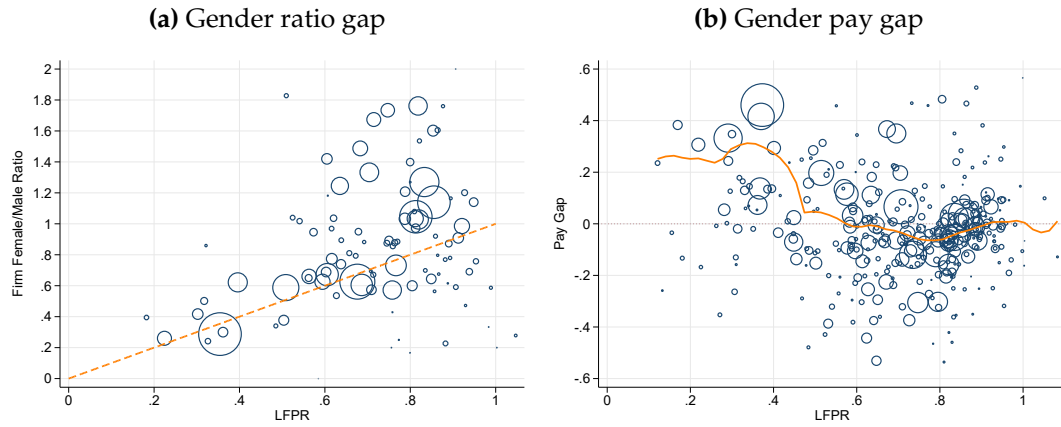 (a) Gender ratio gap
Firm Female/Male Ratio
2
1.8
1.6
1.4
1.2
1
.8
.6
.4
.2
0
0 .2 .4 .6 .8 1
LFPR
(b) Gender pay gap
Pay Gap
.6
.4
.2
0
-.2
-.4
-.6
0 .2 .4 .6 .8 1
LFPR